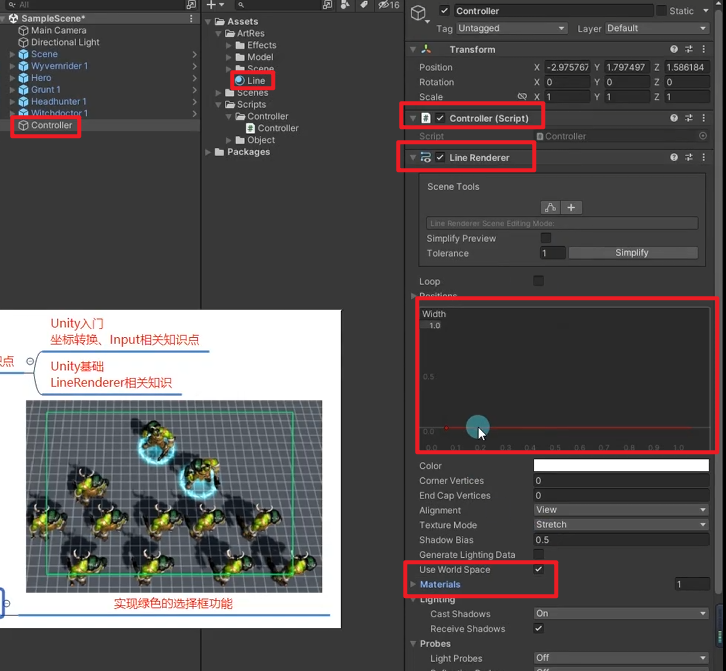 All
SampleScene*
Main Camera
Directional Light
Scene
Wyvernrider 1
Hero
Grunt 1
Headhunter 1
Witchdoctor 1
Controller
16
Assets
ArtRes
Effects
Model
Scene
Line
Scenes
Scripts
Controller
Controller
Object
Packages
Controller
Static
Tag Untagged Layer Default
Transform
Position X -2.975767 Y 1.797497 Z 1.586184
Rotation X 0 Y 0 Z 0
Scale X 1 Y 1 Z 1
Controller (Script)
Script Controller
Line Renderer
Scene Tools
Line Renderer Scene Editing Mode:
Simplify Preview
Tolerance 1 Simplify
Loop
Positions
Width
1.0
0.5
0.0
0.0 0.1 0.2 0.3 0.4 0.5 0.6 0.7 0.8 0.9 1.0
Color
Corner Vertices 0
End Cap Vertices 0
Alignment View
Texture Mode Stretch
Shadow Bias 0.5
Generate Lighting Data
Use World Space
Materials 1
Lighting
Cast Shadows On
Receive Shadows
Probes
Light Probes Off
Off
Unity入门
坐标转换、Input相关知识点
识点
Unity基础
LineRenderer相关知识
实现绿色的选择框功能